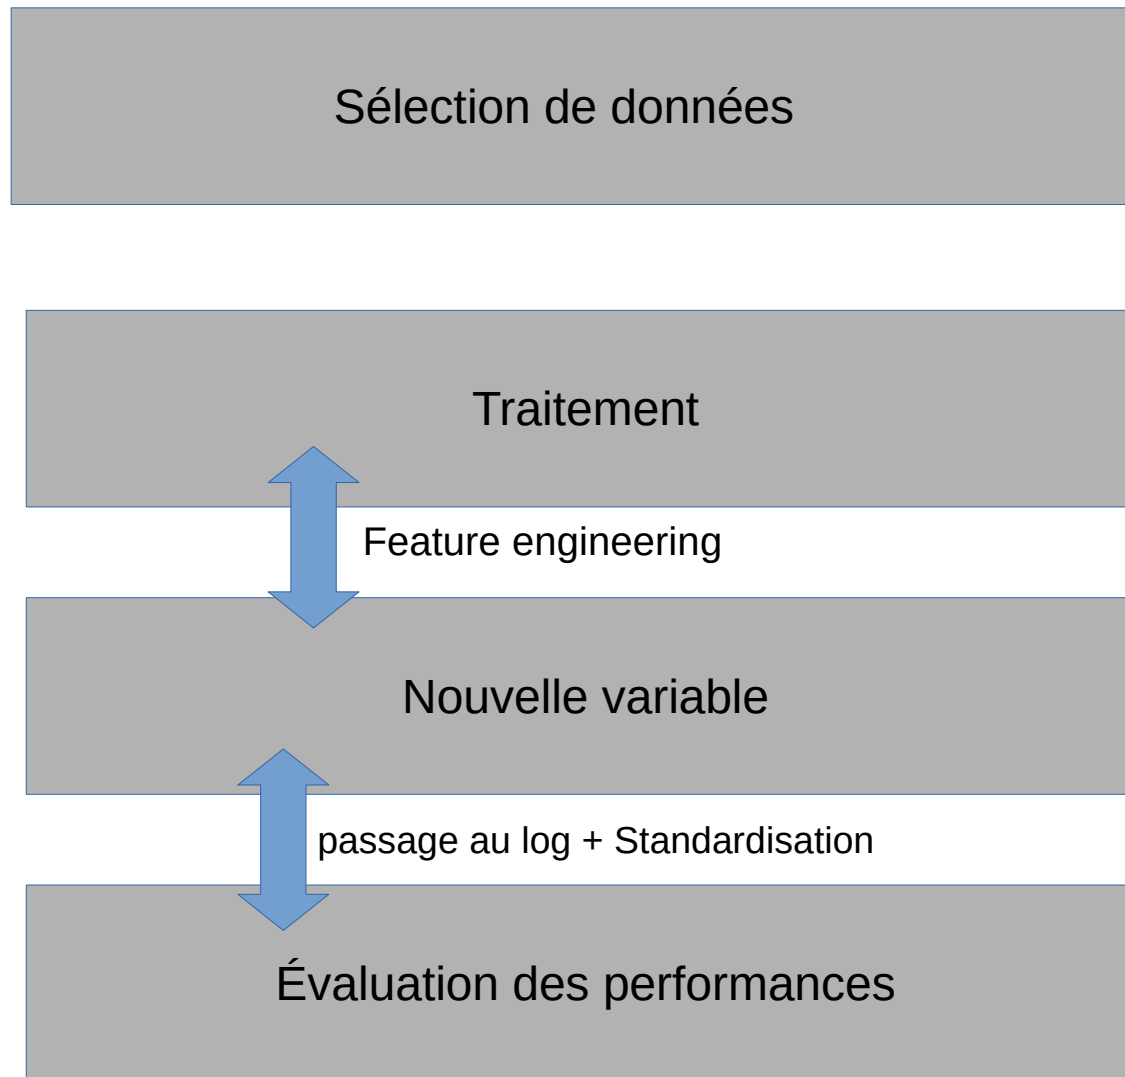 Sélection de données
Traitement
Feature engineering
Nouvelle variable
passage au log + Standardisation
Évaluation des performances